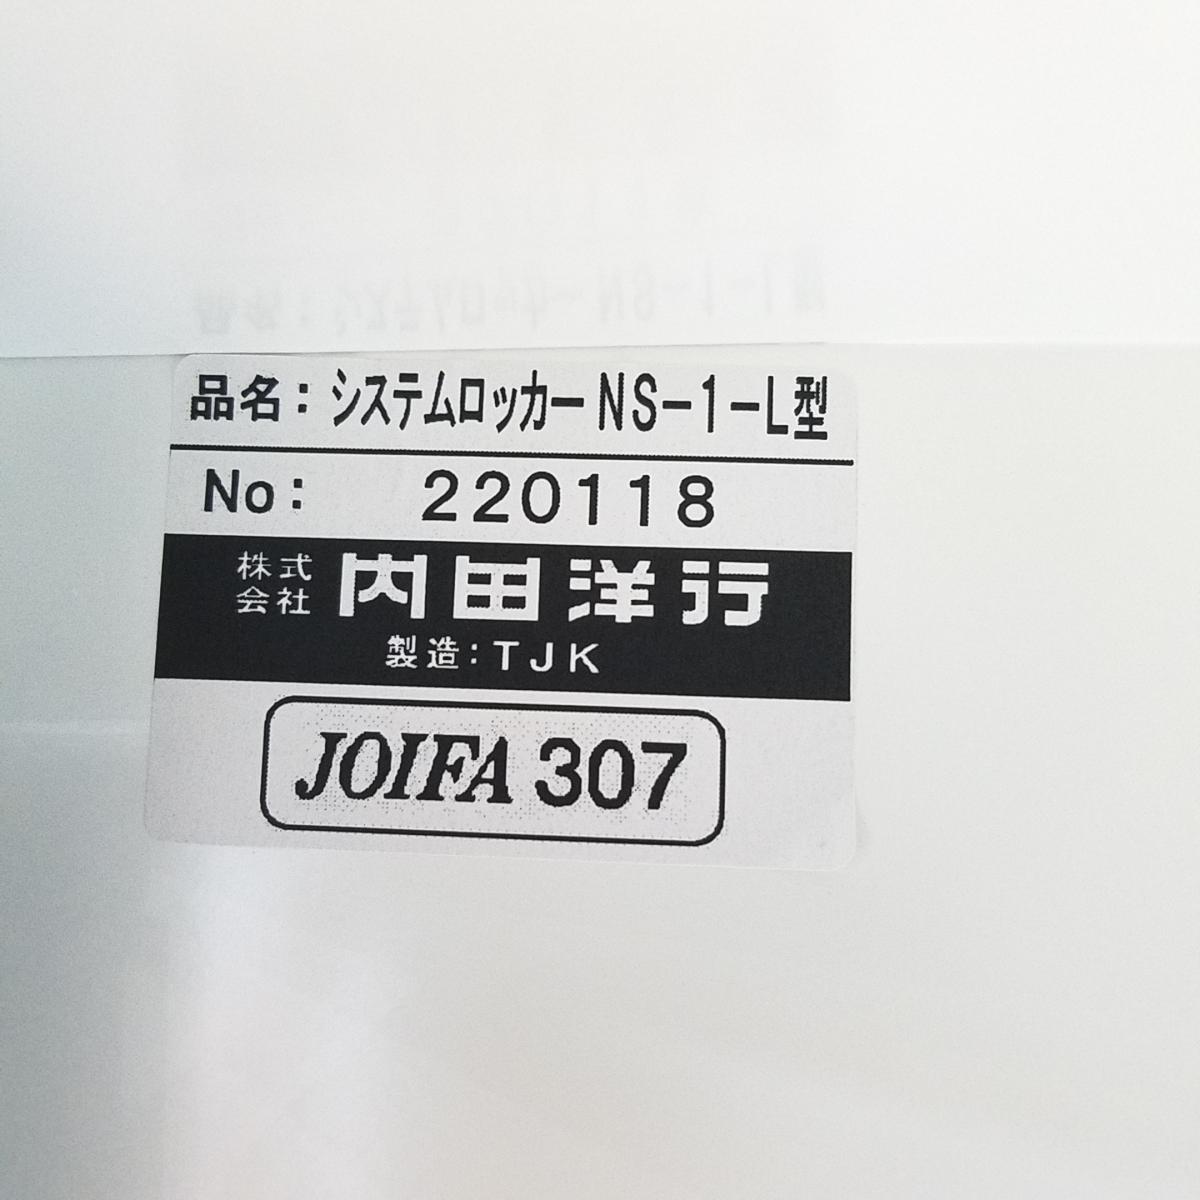 品名：システムロッカーNS-1-L型
No： 220118
株式会社 内田洋行
製造：TJK
JOIFA 307